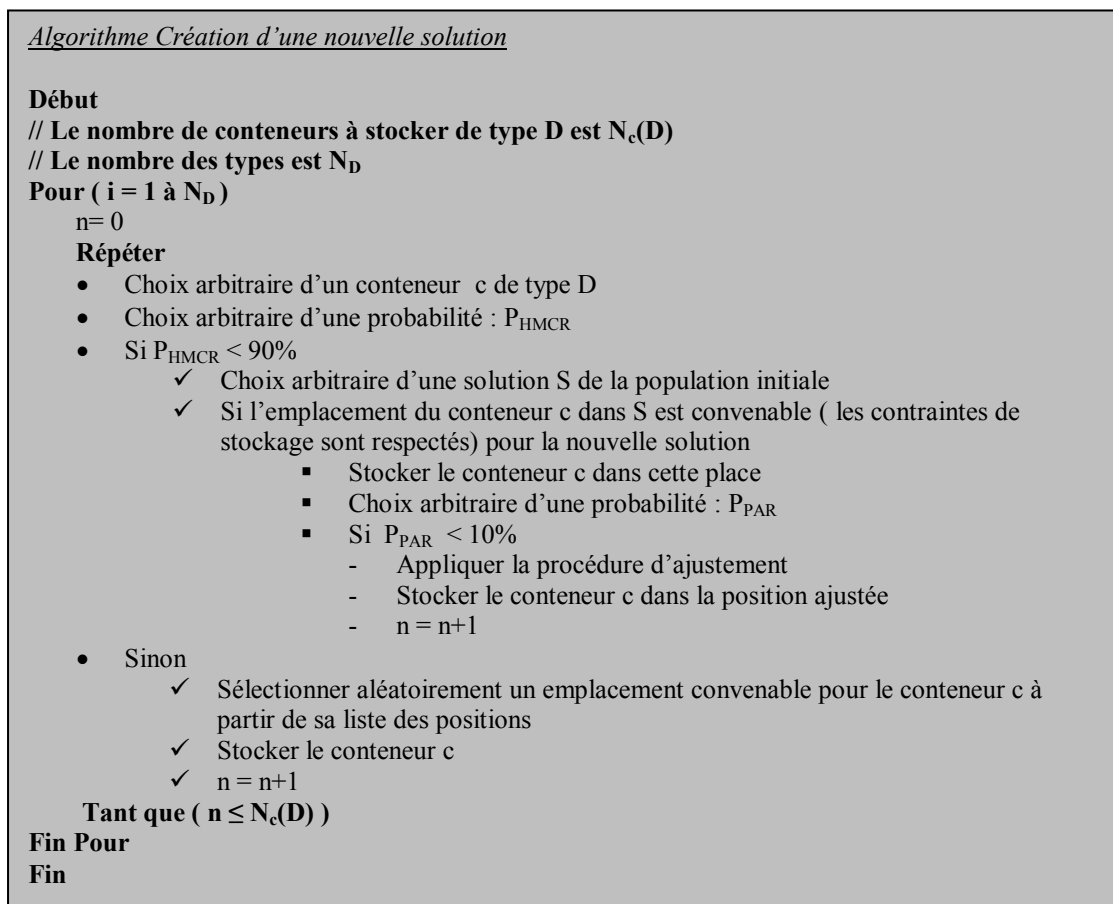 Algorithme Création d'une nouvelle solution
Début
// Le nombre de conteneurs à stocker de type D est Nc(D)
// Le nombre des types est ND
Pour ( i = 1 à ND )
n= 0
Répéter
• Choix arbitraire d'un conteneur c de type D
• Choix arbitraire d'une probabilité : PHMCR
• Si PHMCR < 90%
✓ Choix arbitraire d'une solution S de la population initiale
✓ Si l'emplacement du conteneur c dans S est convenable ( les contraintes de
stockage sont respectés) pour la nouvelle solution
▪ Stocker le conteneur c dans cette place
▪ Choix arbitraire d'une probabilité : PPAR
▪ Si PPAR < 10%
- Appliquer la procédure d'ajustement
- Stocker le conteneur c dans la position ajustée
- n = n+1
• Sinon
✓ Sélectionner aléatoirement un emplacement convenable pour le conteneur c à
partir de sa liste des positions
✓ Stocker le conteneur c
✓ n = n+1
Tant que ( n ≤ Nc(D) )
Fin Pour
Fin